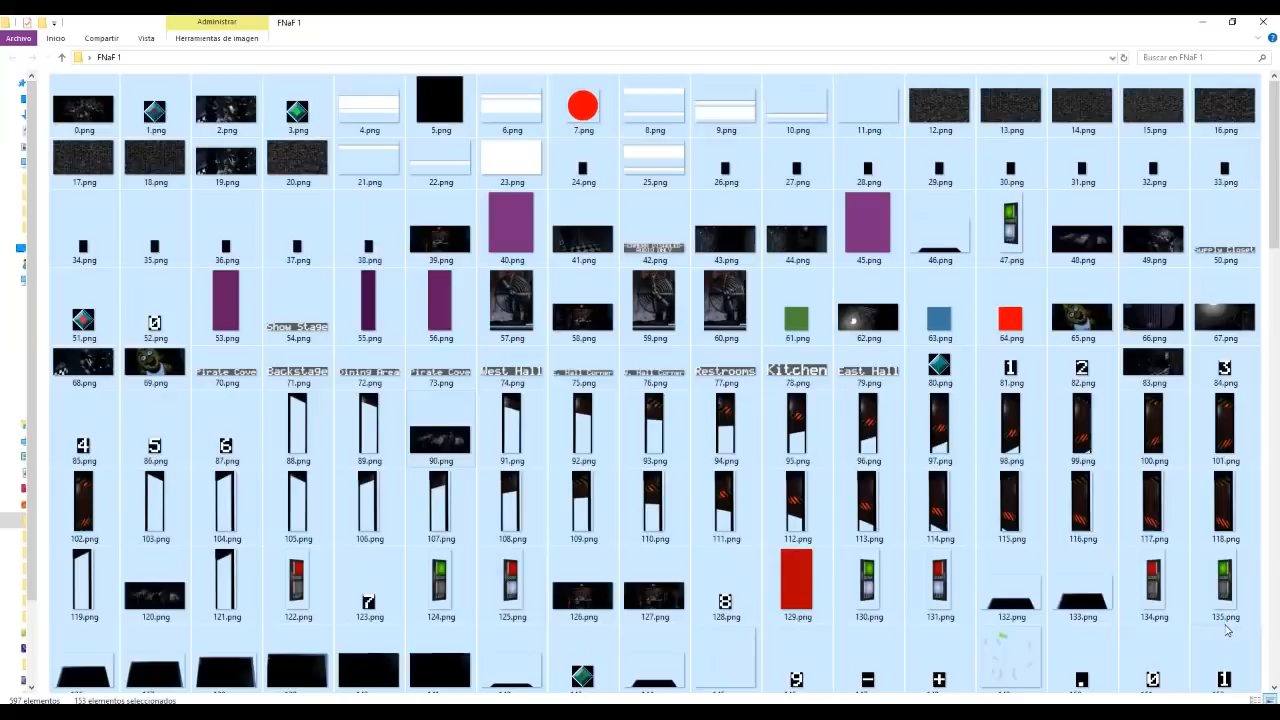 Administrar
FNaF 1
Archivo Inicio Compartir Vista Herramientas de imagen
FNaF 1
Buscar en FNaF 1
0.png 1.png 2.png 3.png 4.png 5.png 6.png 7.png 8.png 9.png 10.png 11.png 12.png 13.png 14.png 15.png 16.png
17.png 18.png 19.png 20.png 21.png 22.png 23.png 24.png 25.png 26.png 27.png 28.png 29.png 30.png 31.png 32.png 33.png
Supply Closet
34.png 35.png 36.png 37.png 38.png 39.png 40.png 41.png 42.png 43.png 44.png 45.png 46.png 47.png 48.png 49.png 50.png
0 Show Stage
51.png 52.png 53.png 54.png 55.png 56.png 57.png 58.png 59.png 60.png 61.png 62.png 63.png 64.png 65.png 66.png 67.png
Pirate Cove Backstage Dining Area Pirate Cove West Hall Restrooms Kitchen East Hall 1 2 3
68.png 69.png 70.png 71.png 72.png 73.png 74.png 75.png 76.png 77.png 78.png 79.png 80.png 81.png 82.png 83.png 84.png
4 5 6
85.png 86.png 87.png 88.png 89.png 90.png 91.png 92.png 93.png 94.png 95.png 96.png 97.png 98.png 99.png 100.png 101.png
102.png 103.png 104.png 105.png 106.png 107.png 108.png 109.png 110.png 111.png 112.png 113.png 114.png 115.png 116.png 117.png 118.png
7 8
119.png 120.png 121.png 122.png 123.png 124.png 125.png 126.png 127.png 128.png 129.png 130.png 131.png 132.png 133.png 134.png 135.png
9 - + . 0 1
597 elementos 153 elementos seleccionados